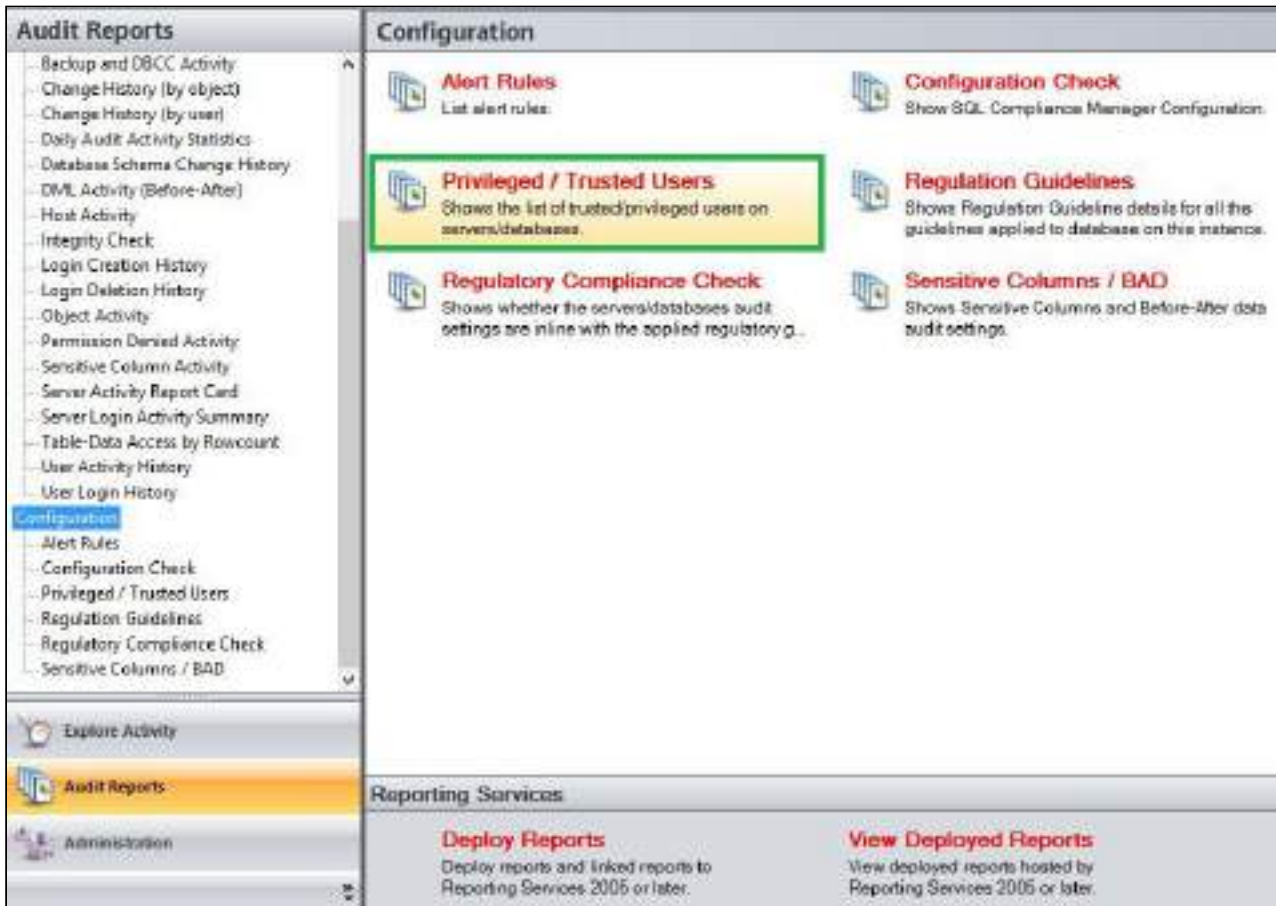 Audit Reports
Backup and DBCC Activity
Change History (by object)
Change History (by user)
Daily Audit Activity Statistics
Database Schema Change History
DML Activity (Before-After)
Host Activity
Integrity Check
Login Creation History
Login Deletion History
Object Activity
Permission Denied Activity
Sensitive Column Activity
Server Activity Report Card
Server Login Activity Summary
Table-Data Access by Rowcount
User Activity History
User Login History
Configuration
Alert Rules
Configuration Check
Privileged / Trusted Users
Regulation Guidelines
Regulatory Compliance Check
Sensitive Columns / BAD
Explore Activity
Audit Reports
Administration
Configuration
Alert Rules
List alert rules.
Configuration Check
Show SQL Compliance Manager Configuration.
Privileged / Trusted Users
Shows the list of trusted/privileged users on
servers/databases.
Regulation Guidelines
Shows Regulation Guideline details for all the
guidelines applied to database on this instance.
Regulatory Compliance Check
Shows whether the servers/databases audit
settings are inline with the applied regulatory g...
Sensitive Columns / BAD
Shows Sensitive Columns and Before-After data
audit settings.
Reporting Services
Deploy Reports
Deploy reports and linked reports to
Reporting Services 2005 or later.
View Deployed Reports
View deployed reports hosted by
Reporting Services 2005 or later.